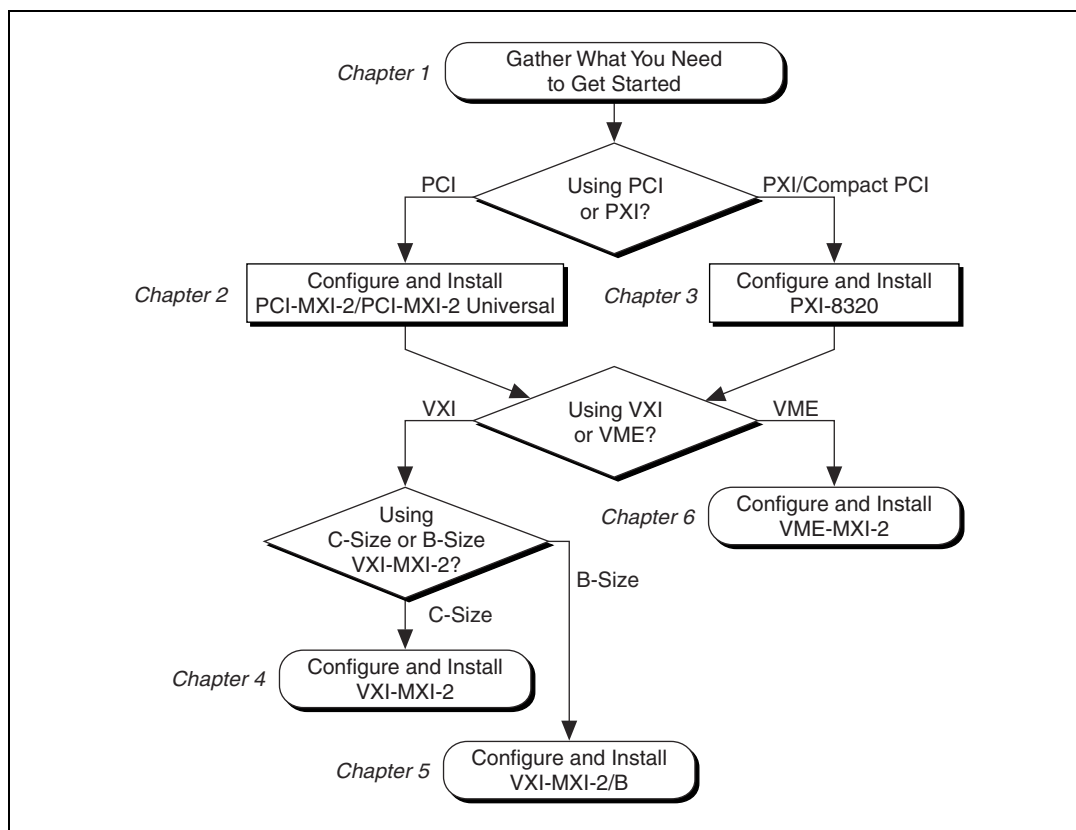 Chapter 1
Gather What You Need
to Get Started
PCI
Using PCI
or PXI?
PXI/Compact PCI
Chapter 2
Configure and Install
PCI-MXI-2/PCI-MXI-2 Universal
Chapter 3
Configure and Install
PXI-8320
VXI
Using VXI
or VME?
VME
Using
C-Size or B-Size
VXI-MXI-2?
Chapter 6
Configure and Install
VME-MXI-2
B-Size
C-Size
Chapter 4
Configure and Install
VXI-MXI-2
Chapter 5
Configure and Install
VXI-MXI-2/B